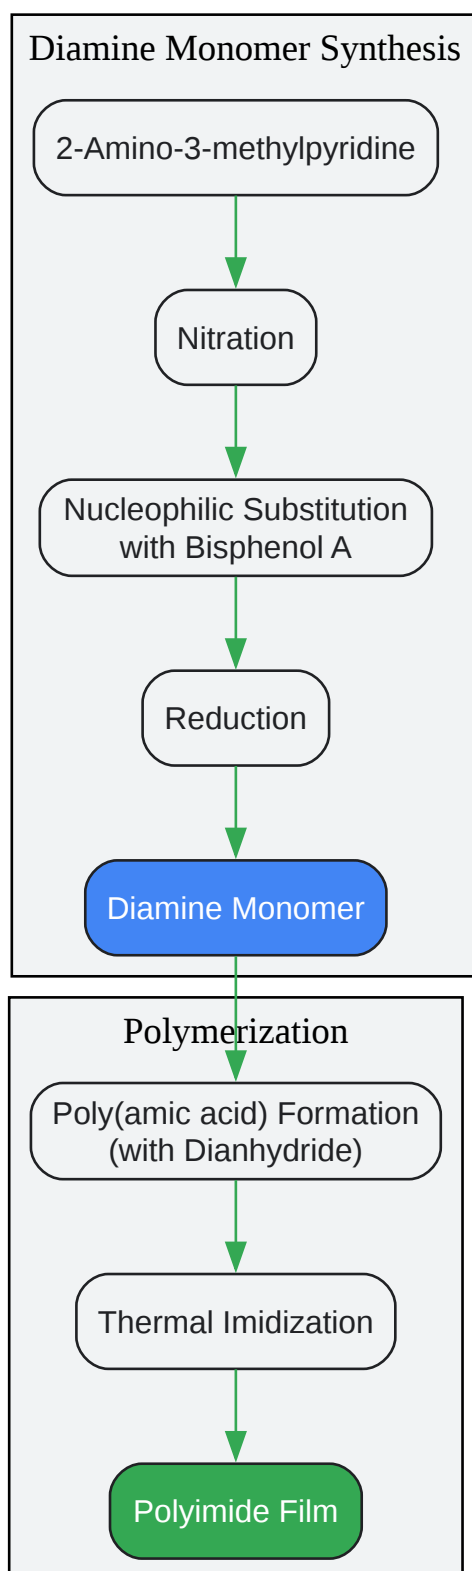 Diamine Monomer Synthesis
2-Amino-3-methylpyridine
Nitration
Nucleophilic Substitution
with Bisphenol A
Reduction
Diamine Monomer
Polymerization
Poly(amic acid) Formation
(with Dianhydride)
Thermal Imidization
Polyimide Film